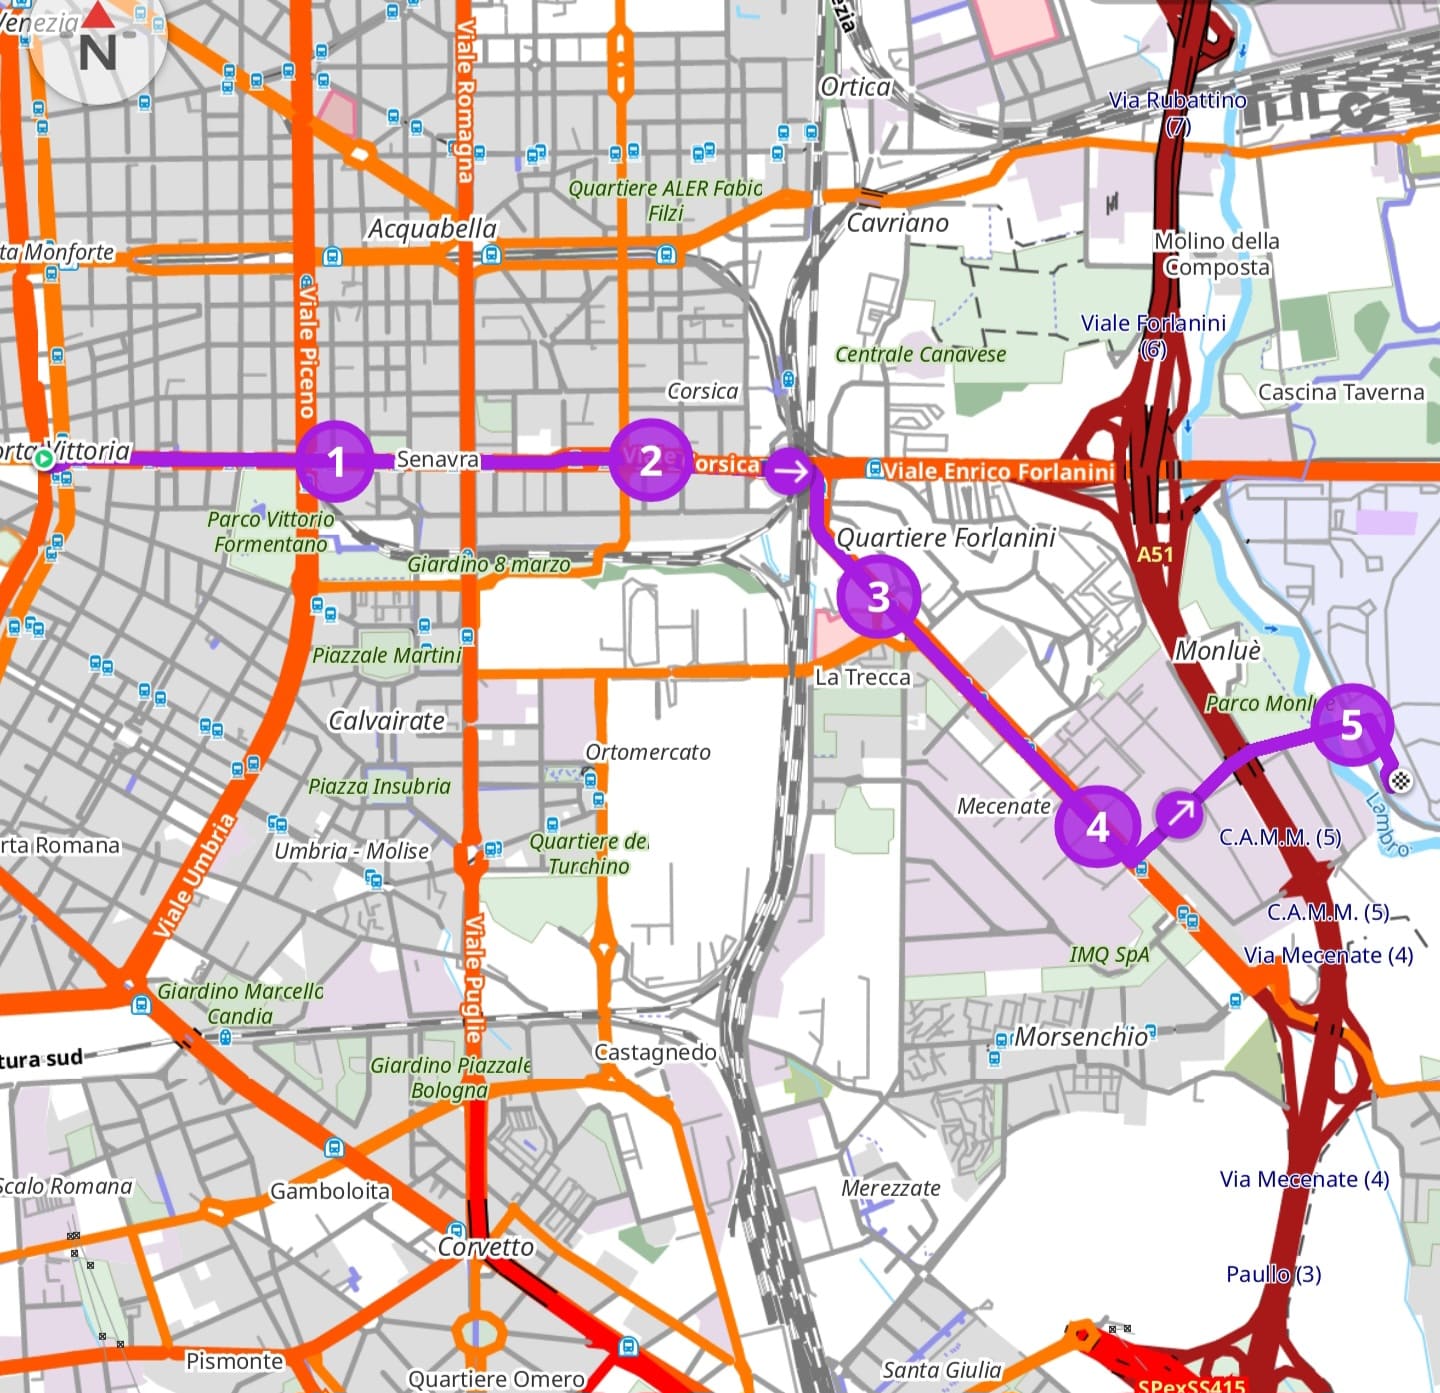 Venezia
N
Viale Romagna
Ortica
Via Rubattino
(7)
Quartiere ALER Fabio
Filzi
Acquabella
Cavriano
ta Monforte
Molino della
Composta
Viale Piceno
Viale Forlanini
(6)
Centrale Canavese
Corsica
Cascina Taverna
orta Vittoria
1
Senavra
2
Viale Corsica
Viale Enrico Forlanini
Parco Vittorio
Formentano
Quartiere Forlanini
A51
Giardino 8 marzo
3
Piazzale Martini
Monluè
La Trecca
Parco Monlue
Calvairate
5
Ortomercato
Piazza Insubria
Mecenate
4
Lambro
C.A.M.M. (5)
rta Romana
Umbria - Molise
Quartiere del
Turchino
Viale Umbria
C.A.M.M. (5)
Viale Puglie
IMQ SpA
Via Mecenate (4)
Giardino Marcello
Candia
Morsenchio
tura sud
Castagnedo
Giardino Piazzale
Bologna
Scalo Romana
Gamboloita
Merezzate
Via Mecenate (4)
Corvetto
Paullo (3)
Pismonte
Quartiere Omero
Santa Giulia
SPexSS415